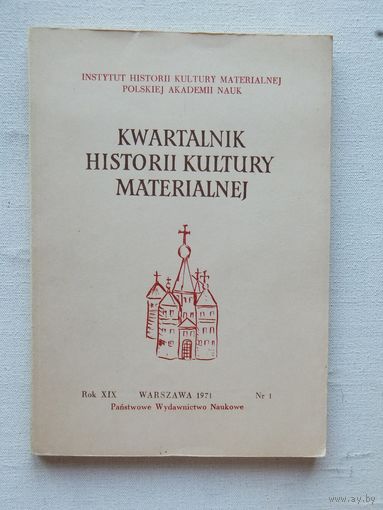 INSTYTUT HISTORII KULTURY MATERIALNEJ
POLSKIEJ AKADEMII NAUK
KWARTALNIK
HISTORII KULTURY
MATERIALNEJ
Rok XIX WARSZAWA 1971 Nr 1
Państwowe Wydawnictwo Naukowe
www.ay.by